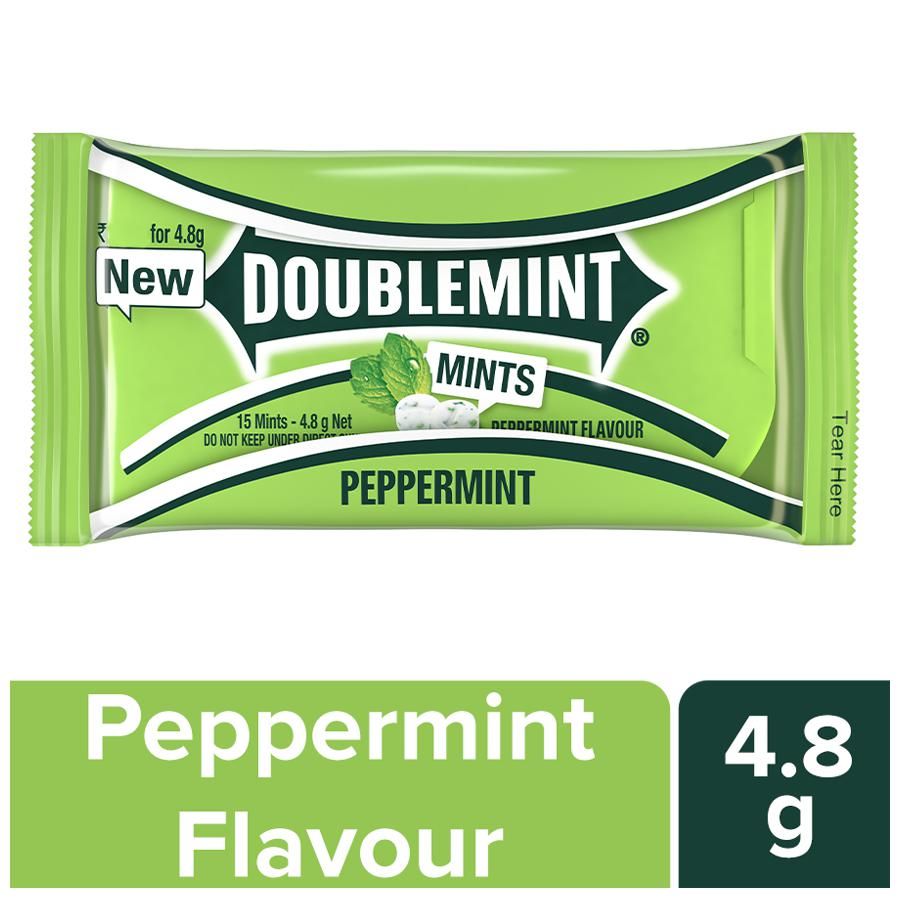 ₹ for 4.8g
New
DOUBLEMINT
®
MINTS
15 Mints - 4.8 g Net
DO NOT KEEP UNDER DIRECT
PEPPERMINT FLAVOUR
PEPPERMINT
Tear Here
Peppermint
Flavour
4.8
g